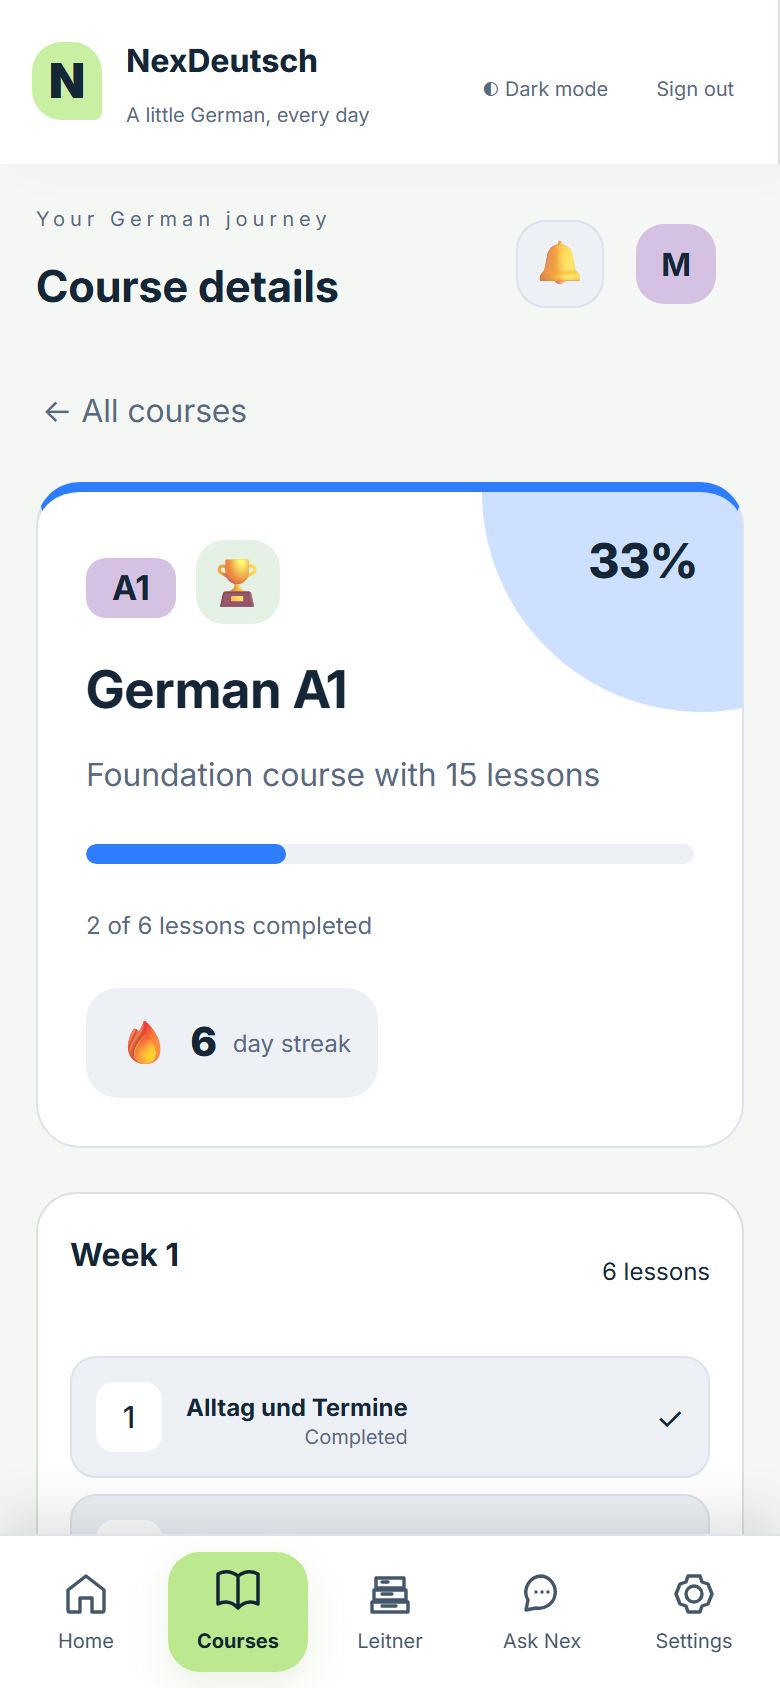 N
NexDeutsch
A little German, every day
Dark mode
Sign out
Your German journey
Course details
M
← All courses
A1
33%
German A1
Foundation course with 15 lessons
2 of 6 lessons completed
6 day streak
Week 1
6 lessons
1
Alltag und Termine
Completed
Home
Courses
Leitner
Ask Nex
Settings